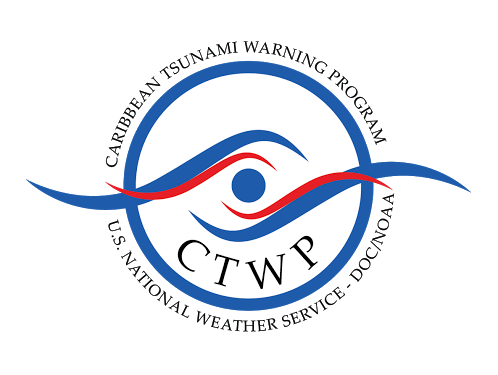 CARIBBEAN TSUNAMI WARNING PROGRAM
CTWP
U.S. NATIONAL WEATHER SERVICE - DOC/NOAA